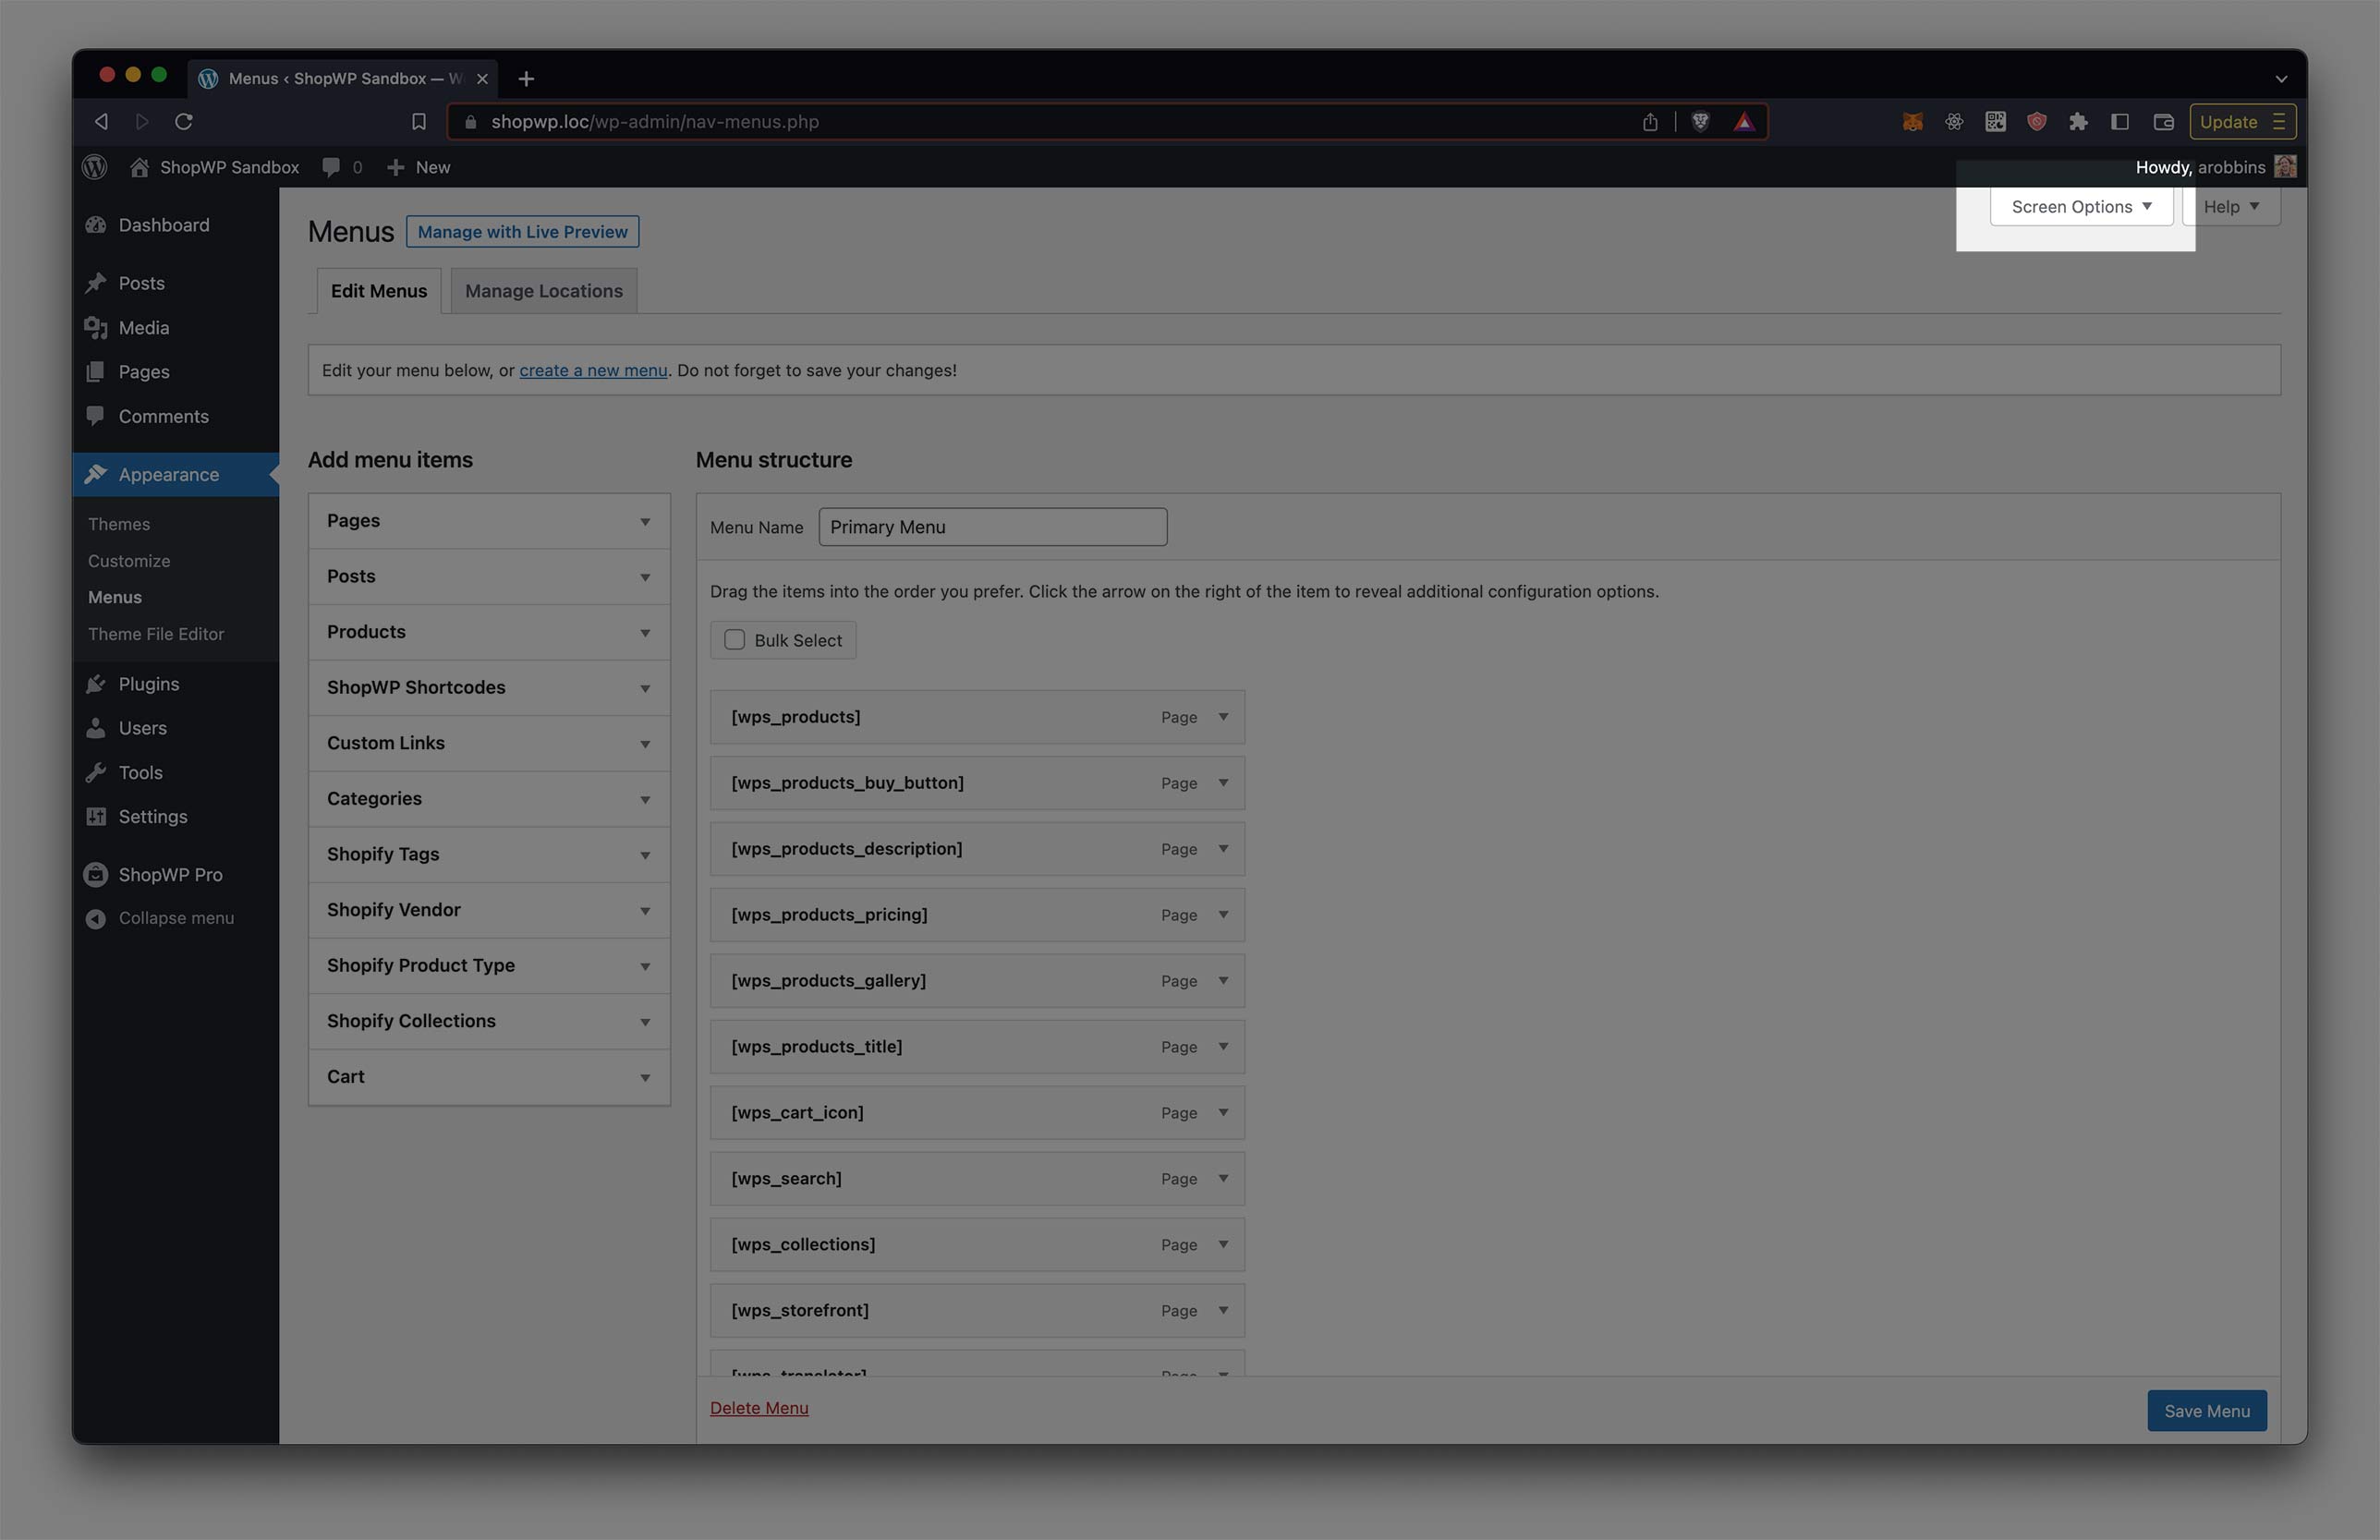 Menus ‹ ShopWP Sandbox — W
shopwp.loc/wp-admin/nav-menus.php
Update
ShopWP Sandbox 0 New Howdy, arobbins
Screen Options Help
Dashboard
Posts
Media
Pages
Comments
Appearance
Themes
Customize
Menus
Theme File Editor
Plugins
Users
Tools
Settings
ShopWP Pro
Collapse menu
Menus Manage with Live Preview
Edit Menus Manage Locations
Edit your menu below, or create a new menu. Do not forget to save your changes!
Add menu items
Pages
Posts
Products
ShopWP Shortcodes
Custom Links
Categories
Shopify Tags
Shopify Vendor
Shopify Product Type
Shopify Collections
Cart
Menu structure
Menu Name Primary Menu
Drag the items into the order you prefer. Click the arrow on the right of the item to reveal additional configuration options.
Bulk Select
[wps_products] Page
[wps_products_buy_button] Page
[wps_products_description] Page
[wps_products_pricing] Page
[wps_products_gallery] Page
[wps_products_title] Page
[wps_cart_icon] Page
[wps_search] Page
[wps_collections] Page
[wps_storefront] Page
[wps_translator] Page
Delete Menu
Save Menu